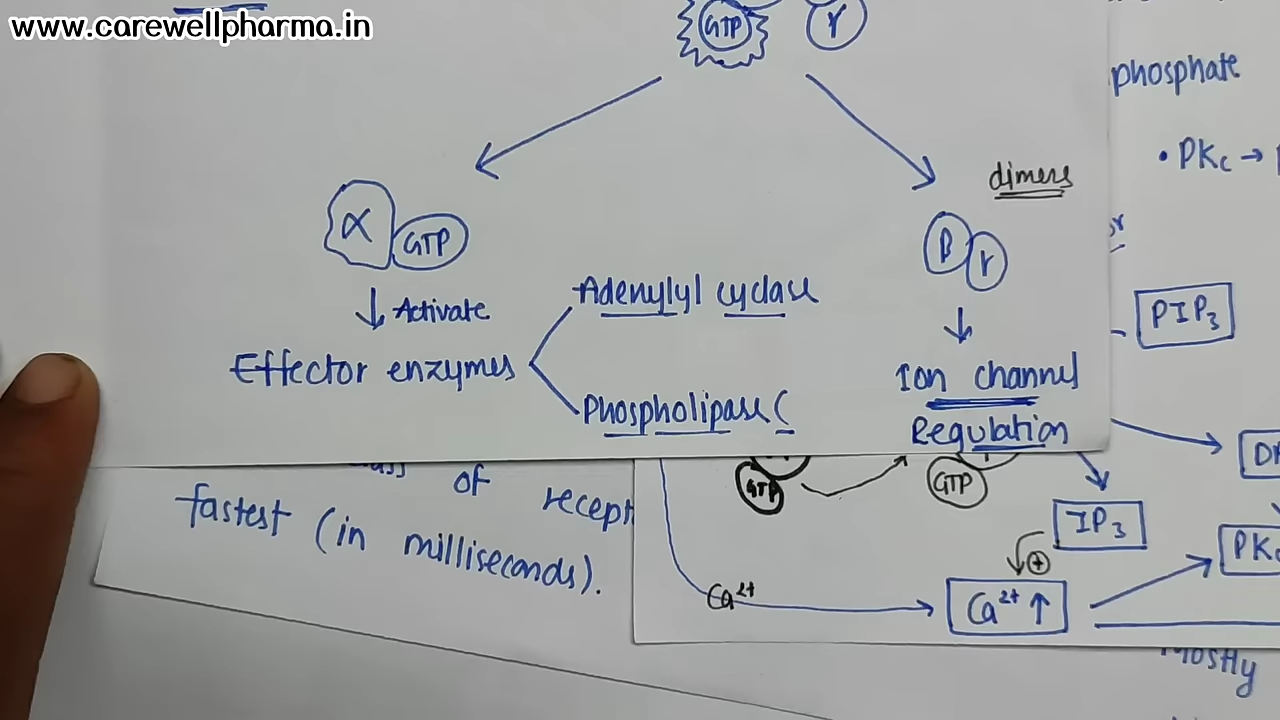 www.carewellpharma.in
GTP γ
phosphate
• PKc →
dimers
α GTP
β γ
Activate
Adenylyl cyclase
Effector enzymes
Phospholipase C
Ion channel
Regulation
PIP3
of recept
fastest (in milliseconds).
GTP
GTP
IP3
PKc
Ca²⁺
Ca²⁺ ↑
+
Mostly